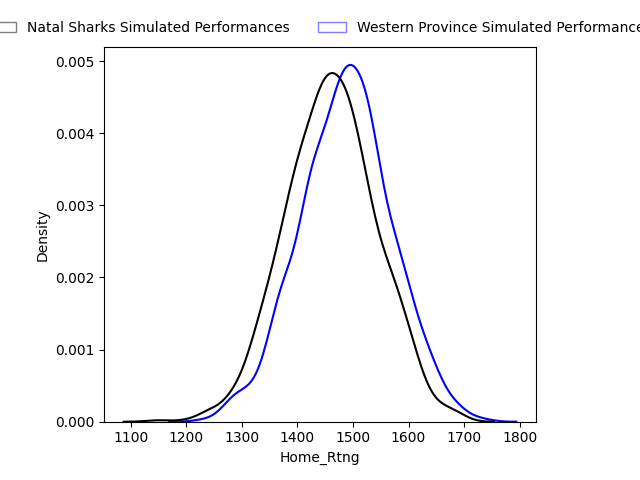 Natal Sharks Simulated Performances
Western Province Simulated Performance
0.005
0.004
0.003
0.002
0.001
0.000
Density
1100 1200 1300 1400 1500 1600 1700 1800
Home_Rtng